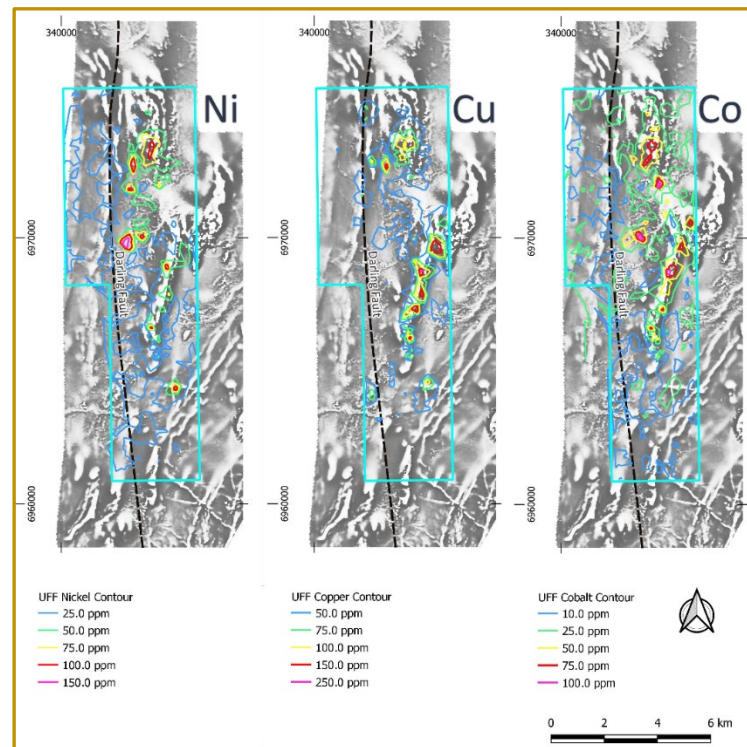 340000
340000
340000
Ni
Cu
Co
6970000
6970000
6970000
Darling Fault
Darling Fault
Darling Fault
6960000
6960000
6960000
UFF Nickel Contour
25.0 ppm
50.0 ppm
75.0 ppm
100.0 ppm
150.0 ppm
UFF Copper Contour
50.0 ppm
75.0 ppm
100.0 ppm
150.0 ppm
250.0 ppm
UFF Cobalt Contour
10.0 ppm
25.0 ppm
50.0 ppm
75.0 ppm
100.0 ppm
0 2 4 6 km